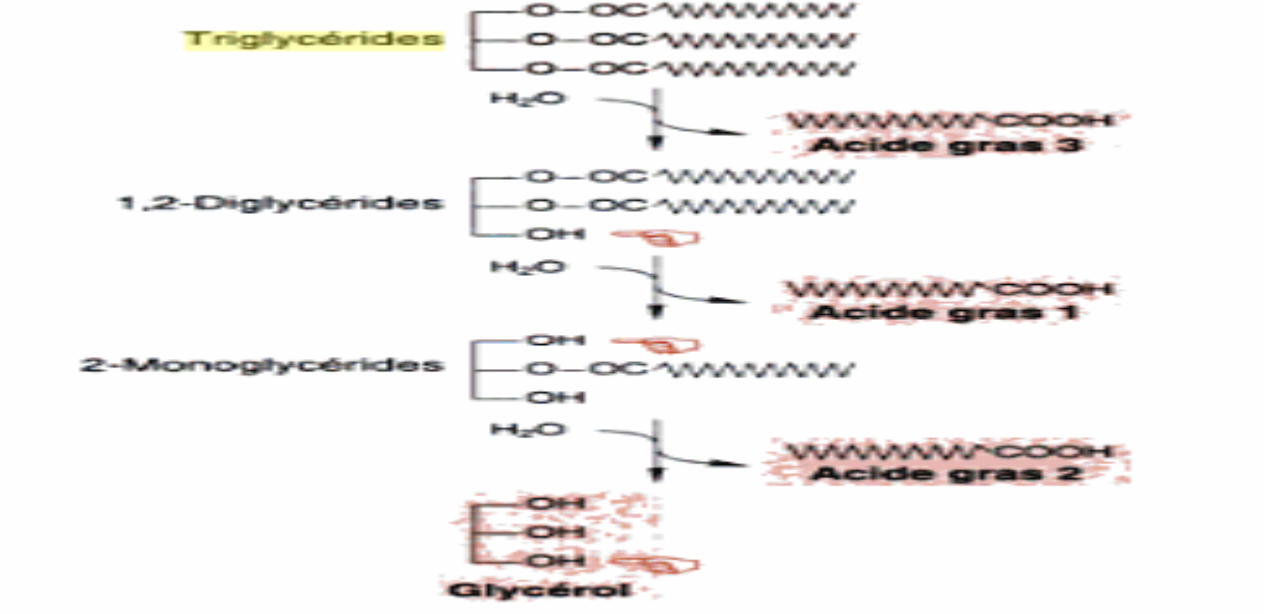 O—OC
Triglycérides O—OC
O—OC
H₂O
COOH
Acide gras 3
O—OC
1,2-Diglycérides O—OC
OH
H₂O
COOH
Acide gras 1
OH
2-Monoglycérides O—OC
OH
H₂O
COOH
Acide gras 2
OH
OH
OH
Glycérol